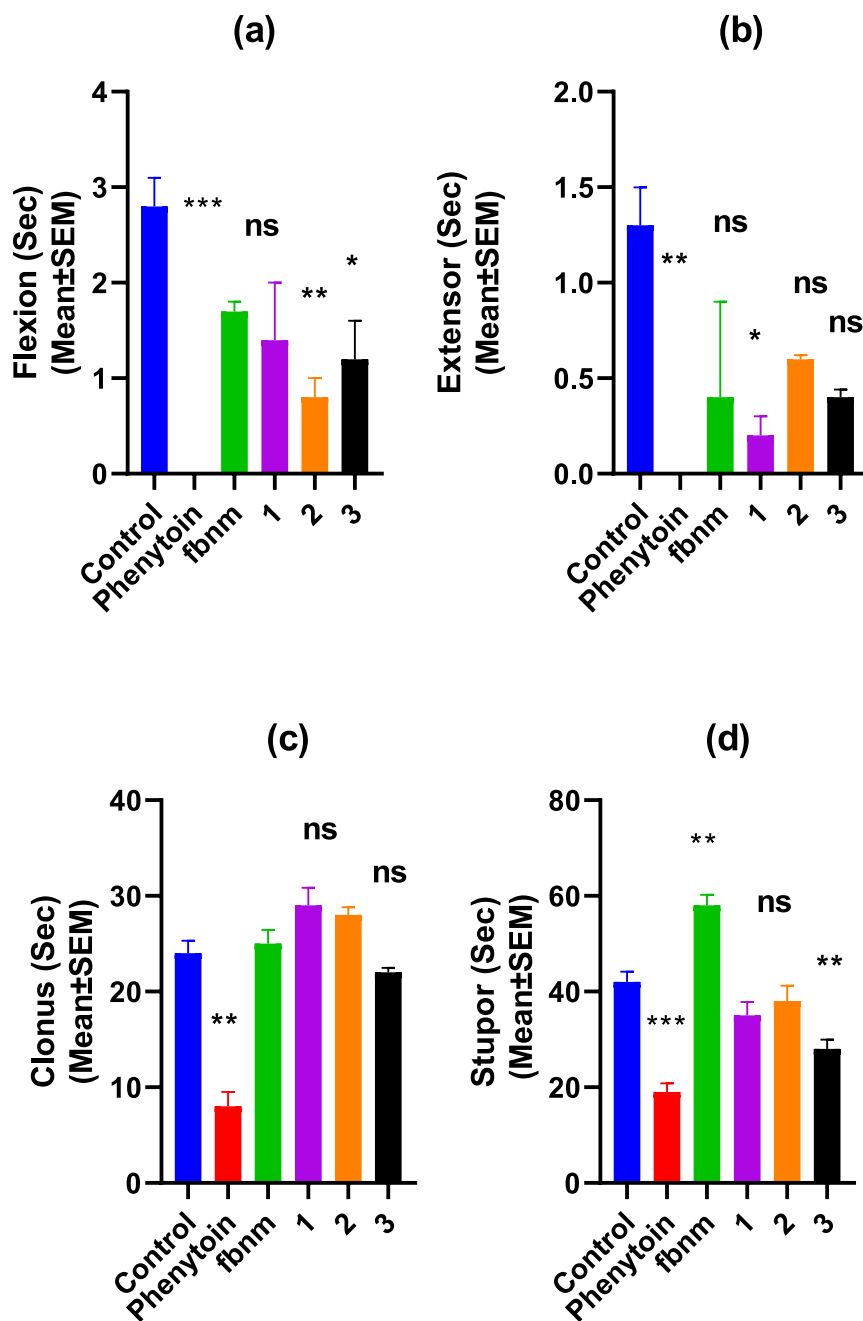 (a)
Flexion (Sec)
(Mean±SEM)
4
3
2
1
0
***
ns
**
*
Control
Phenytoin
fbnm
1
2
3
(b)
Extensor (Sec)
(Mean±SEM)
2.0
1.5
1.0
0.5
0.0
**
ns
*
ns
ns
Control
Phenytoin
fbnm
1
2
3
(c)
Clonus (Sec)
(Mean±SEM)
40
30
20
10
0
**
ns
ns
Control
Phenytoin
fbnm
1
2
3
(d)
Stupor (Sec)
(Mean±SEM)
80
60
40
20
0
***
**
ns
**
Control
Phenytoin
fbnm
1
2
3